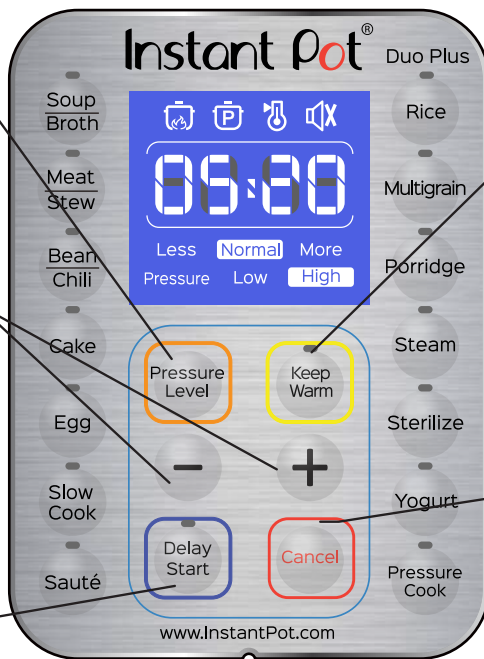 Instant Pot®
Duo Plus
Soup
Broth
Meat
Stew
Bean
Chili
Cake
Egg
Slow
Cook
Sauté
P
05:20
Less Normal More
Pressure Low High
Pressure
Level
Keep
Warm
−
+
Delay
Start
Cancel
Rice
Multigrain
Porridge
Steam
Sterilize
Yogurt
Pressure
Cook
www.InstantPot.com